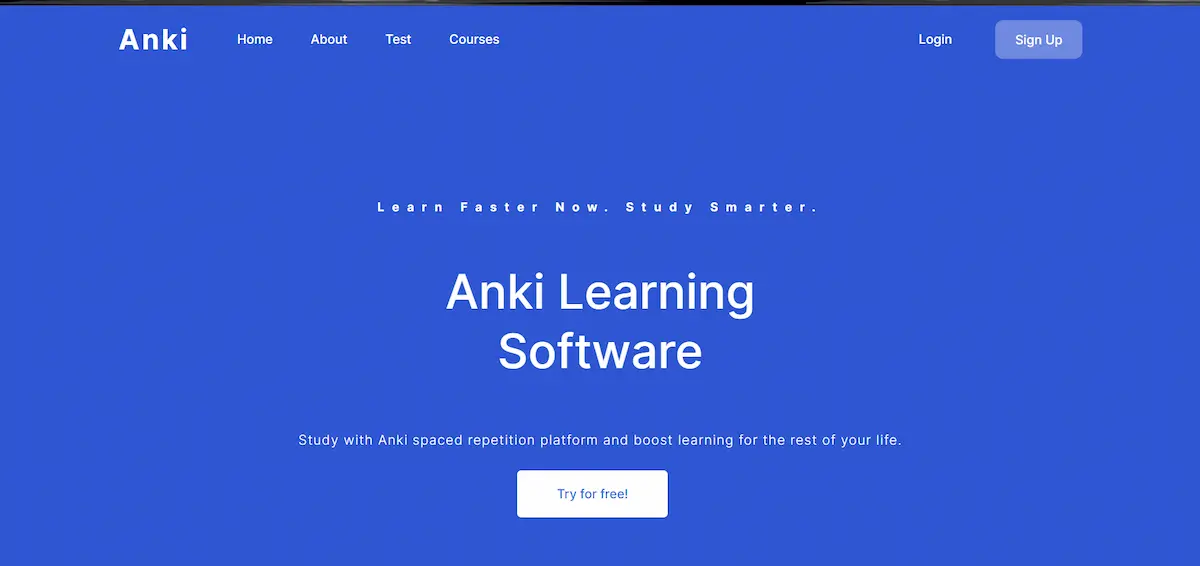 Anki
Home
About
Test
Courses
Login
Sign Up
Learn Faster Now. Study Smarter.
Anki Learning
Software
Study with Anki spaced repetition platform and boost learning for the rest of your life.
Try for free!